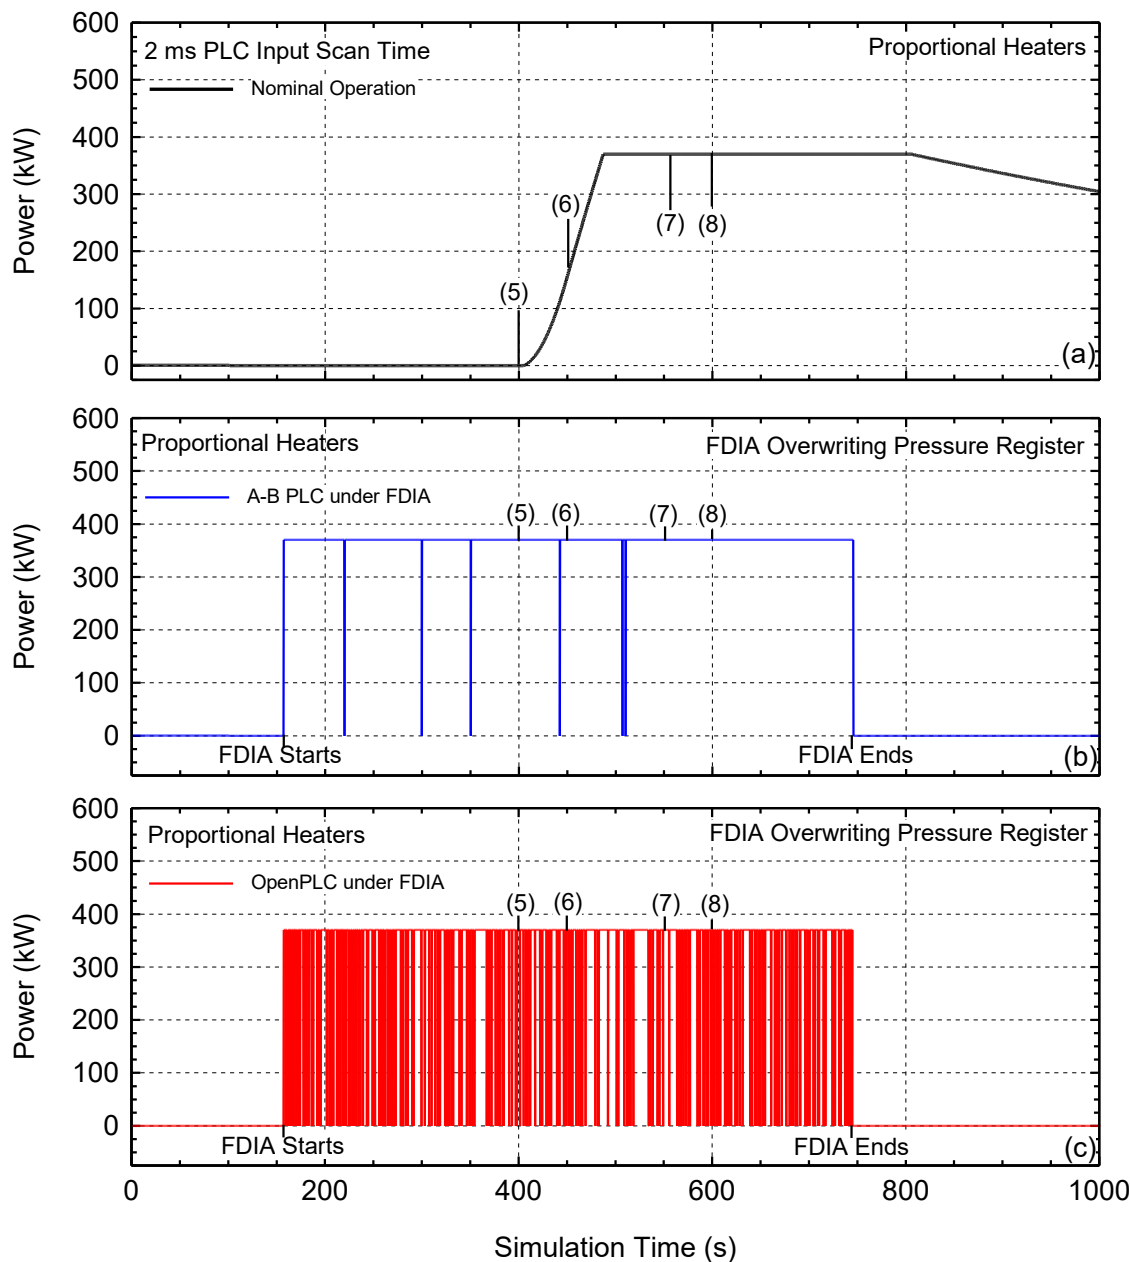 600
2 ms PLC Input Scan Time
Proportional Heaters
500
Nominal Operation
400
300
(6)
(7)
(8)
200
(5)
100
0
(a)
Power (kW)
600
Proportional Heaters
FDIA Overwriting Pressure Register
500
A-B PLC under FDIA
(5)
(6)
(7)
(8)
400
300
200
100
0
FDIA Starts
FDIA Ends
(b)
Power (kW)
600
Proportional Heaters
FDIA Overwriting Pressure Register
500
OpenPLC under FDIA
(5)
(6)
(7)
(8)
400
300
200
100
0
FDIA Starts
FDIA Ends
(c)
Power (kW)
0
200
400
600
800
1000
Simulation Time (s)